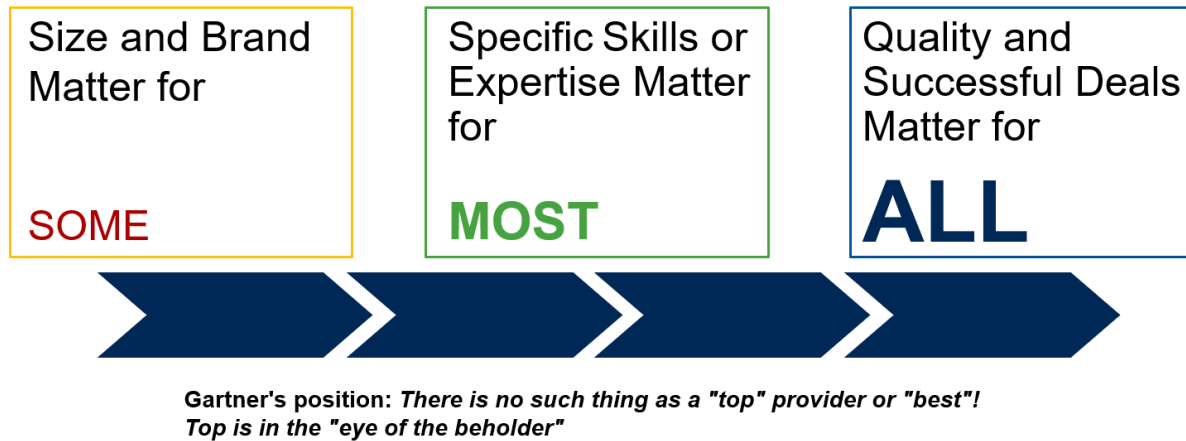 Size and Brand
Matter for
SOME
Specific Skills or
Expertise Matter
for
MOST
Quality and
Successful Deals
Matter for
ALL
Gartner's position: There is no such thing as a "top" provider or "best"!
Top is in the "eye of the beholder"